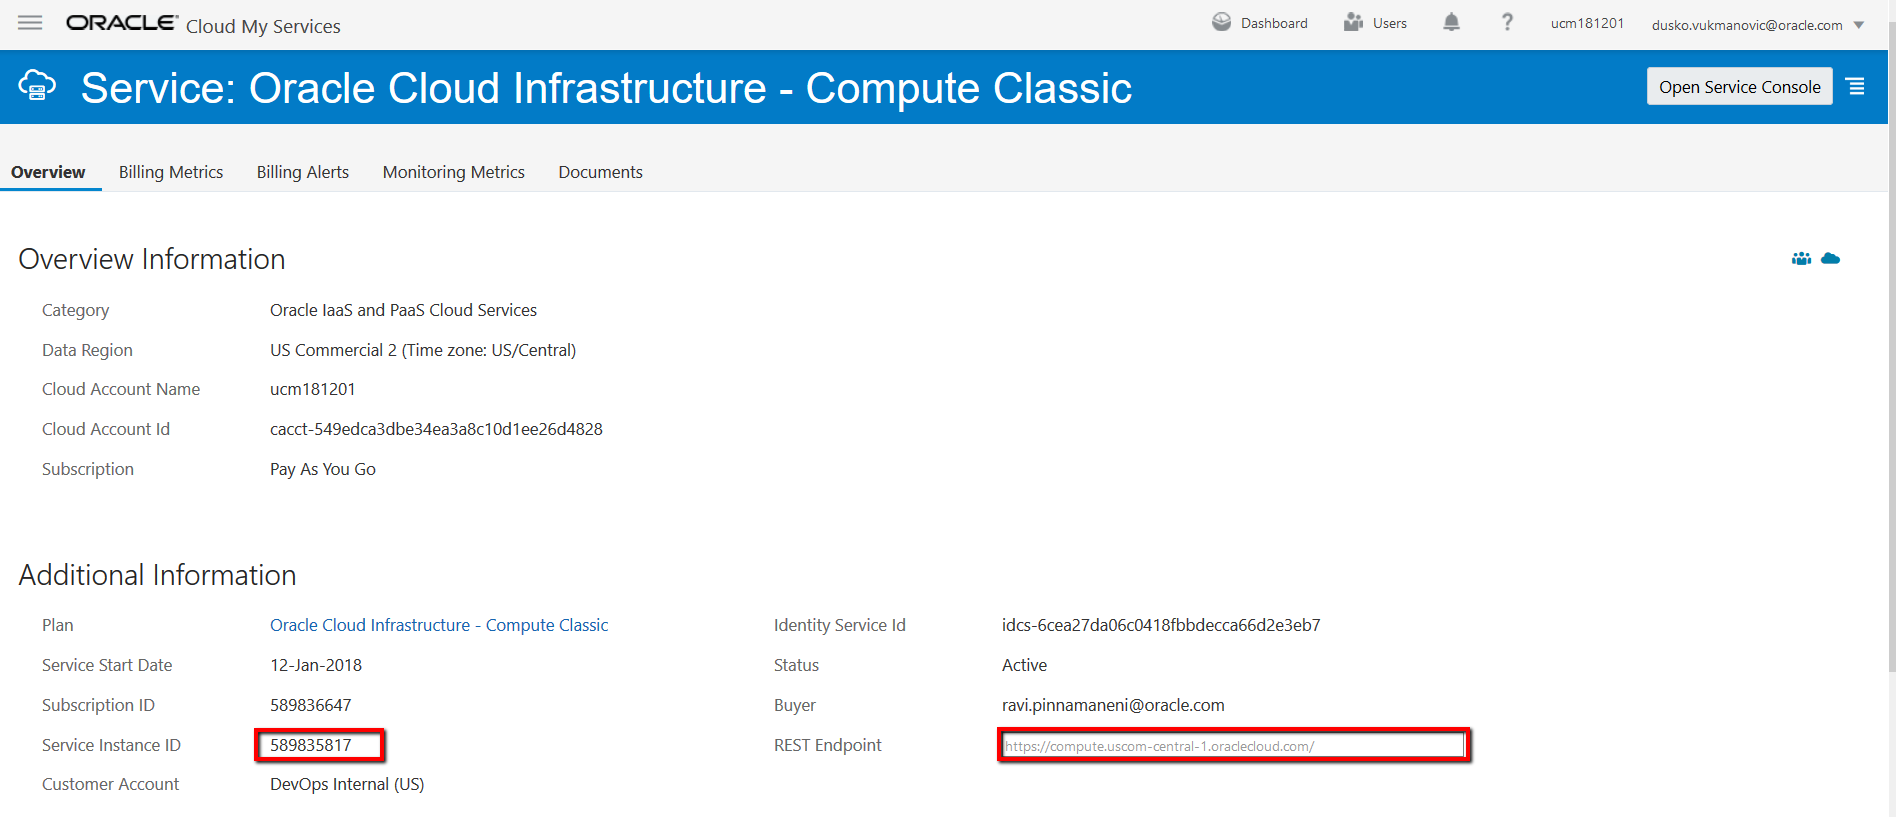 ORACLE® Cloud My Services Dashboard Users ? ucm181201 dusko.vukmanovic@oracle.com
Service: Oracle Cloud Infrastructure - Compute Classic Open Service Console
Overview Billing Metrics Billing Alerts Monitoring Metrics Documents
Overview Information
Category Oracle IaaS and PaaS Cloud Services
Data Region US Commercial 2 (Time zone: US/Central)
Cloud Account Name ucm181201
Cloud Account Id cacct-549edca3dbe34ea3a8c10d1ee26d4828
Subscription Pay As You Go
Additional Information
Plan Oracle Cloud Infrastructure - Compute Classic Identity Service Id idcs-6cea27da06c0418fbbdecca66d2e3eb7
Service Start Date 12-Jan-2018 Status Active
Subscription ID 589836647 Buyer ravi.pinnamaneni@oracle.com
Service Instance ID 589835817 REST Endpoint https://compute.uscom-central-1.oraclecloud.com/
Customer Account DevOps Internal (US)